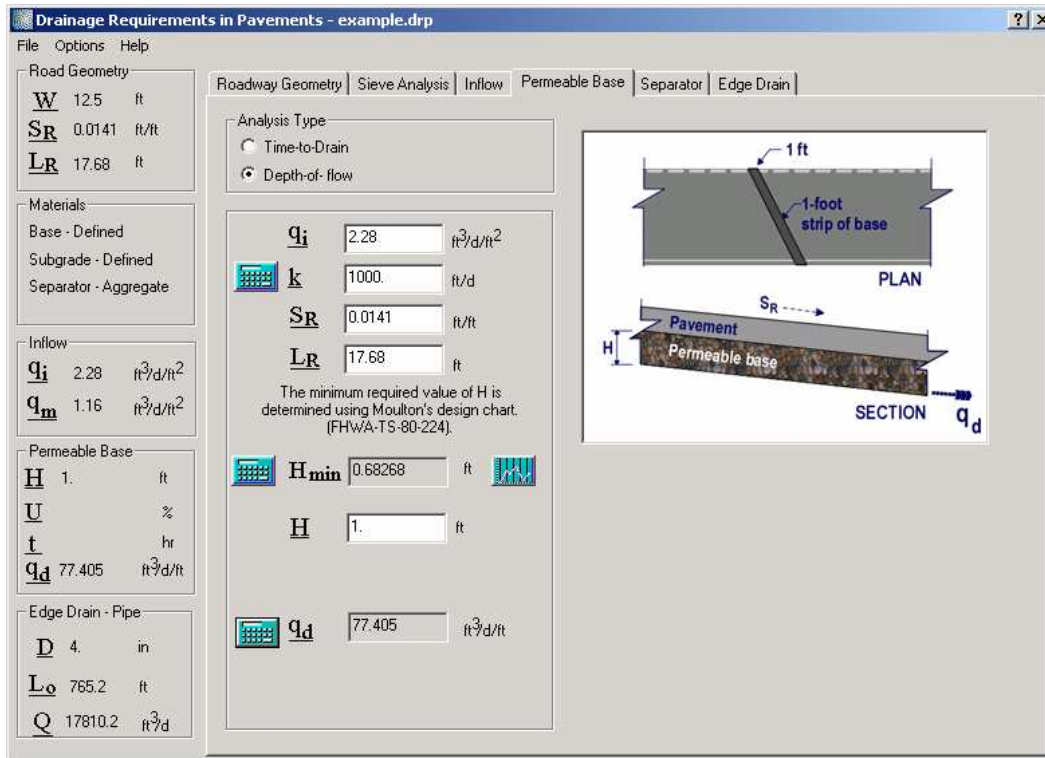 Drainage Requirements in Pavements - example.drp
File Options Help
Road Geometry
W 12.5 ft
SR 0.0141 ft/ft
LR 17.68 ft
Materials
Base - Defined
Subgrade - Defined
Separator - Aggregate
Inflow
qi 2.28 ft3/d/ft2
qm 1.16 ft3/d/ft2
Permeable Base
H 1. ft
U %
t hr
qd 77.405 ft3/d/ft
Edge Drain - Pipe
D 4. in
Lo 765.2 ft
Q 17810.2 ft3/d
Roadway Geometry Sieve Analysis Inflow Permeable Base Separator Edge Drain
Analysis Type
Time-to-Drain
Depth-of- flow
qi 2.28 ft3/d/ft2
k 1000. ft/d
SR 0.0141 ft/ft
LR 17.68 ft
The minimum required value of H is
determined using Moulton's design chart.
(FHWA-TS-80-224).
Hmin 0.68268 ft
H 1. ft
qd 77.405 ft3/d/ft
1 ft
1-foot
strip of base
PLAN
SR
Pavement
H
Permeable base
SECTION
qd